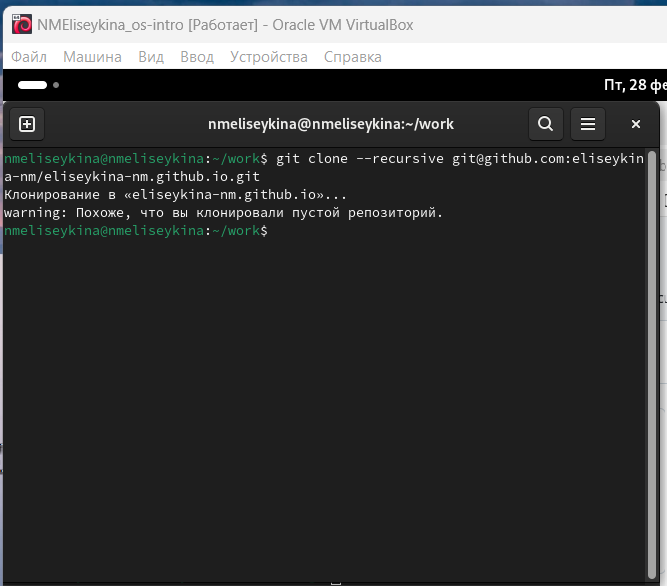 NMEliseykina_os-intro [Работает] - Oracle VM VirtualBox
Файл Машина Вид Ввод Устройства Справка
Пт, 28 фе
nmeliseykina@nmeliseykina:~/work
nmeliseykina@nmeliseykina:~/work$ git clone --recursive git@github.com:eliseykin
a-nm/eliseykina-nm.github.io.git
Клонирование в «eliseykina-nm.github.io»...
warning: Похоже, что вы клонировали пустой репозиторий.
nmeliseykina@nmeliseykina:~/work$